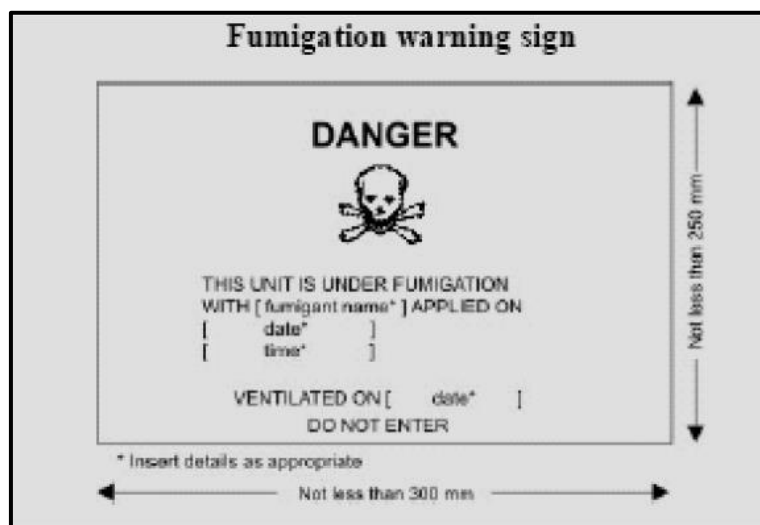 Fumigation warning sign
DANGER
THIS UNIT IS UNDER FUMIGATION
WITH [ fumigant name* ] APPLIED ON
[ date* ]
[ time* ]
VENTILATED ON [ date* ]
DO NOT ENTER
* Insert details as appropriate
Not less than 300 mm
Not less than 250 mm